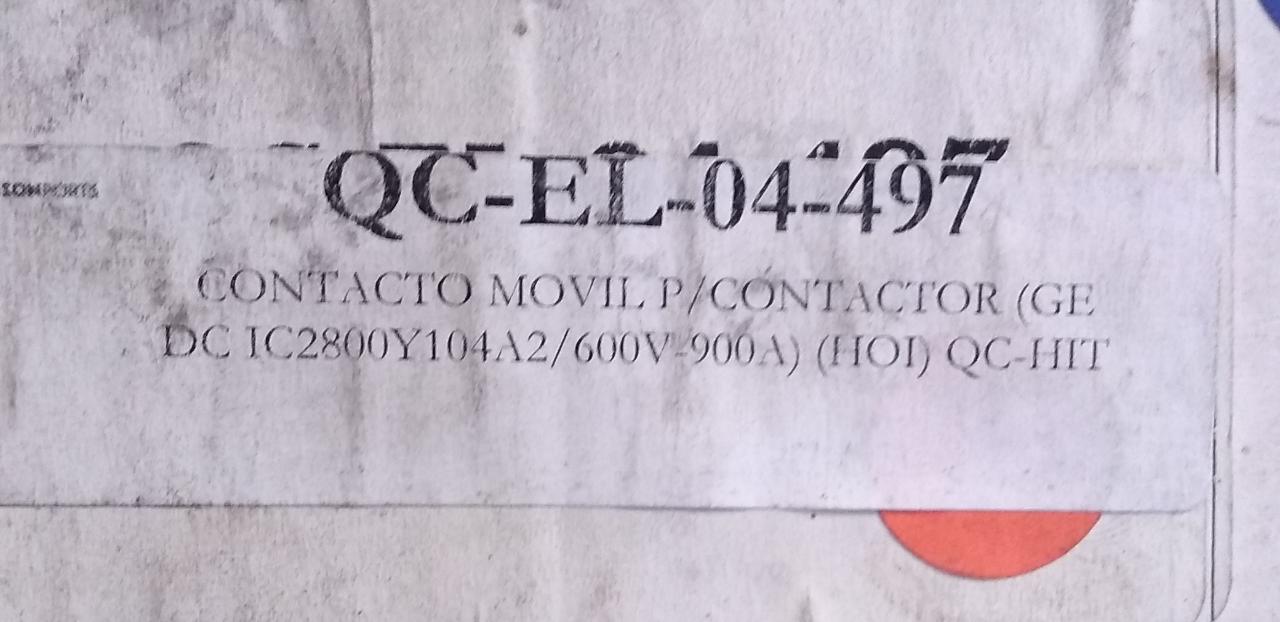 QC-EL-04-497
CONTACTO MOVIL P/CONTACTOR (GE
DC IC2800Y104A2/600V-900A) (HOI) QC-HIT